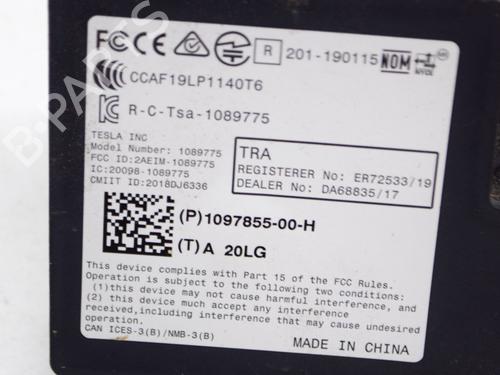 FCC CE R 201-190115 NOM NYCE
CCAF19LP1140T6
R-C-Tsa-1089775
TESLA INC
Model Number: 1089775
FCC ID:2AEIM-1089775
IC:20098-1089775
CMIIT ID:2018DJ6336
TRA
REGISTERER No: ER72533/19
DEALER No: DA68835/17
(P)1097855-00-H
(T)A 20LG
This device complies with Part 15 of the FCC Rules.
Operation is subject to the following two conditions:
(1)this device may not cause harmful interference, and
(2) this device must accept any interference
received,including interference that may cause undesired
operation.
CAN ICES-3(B)/NMB-3(B)
MADE IN CHINA
B-PARTS